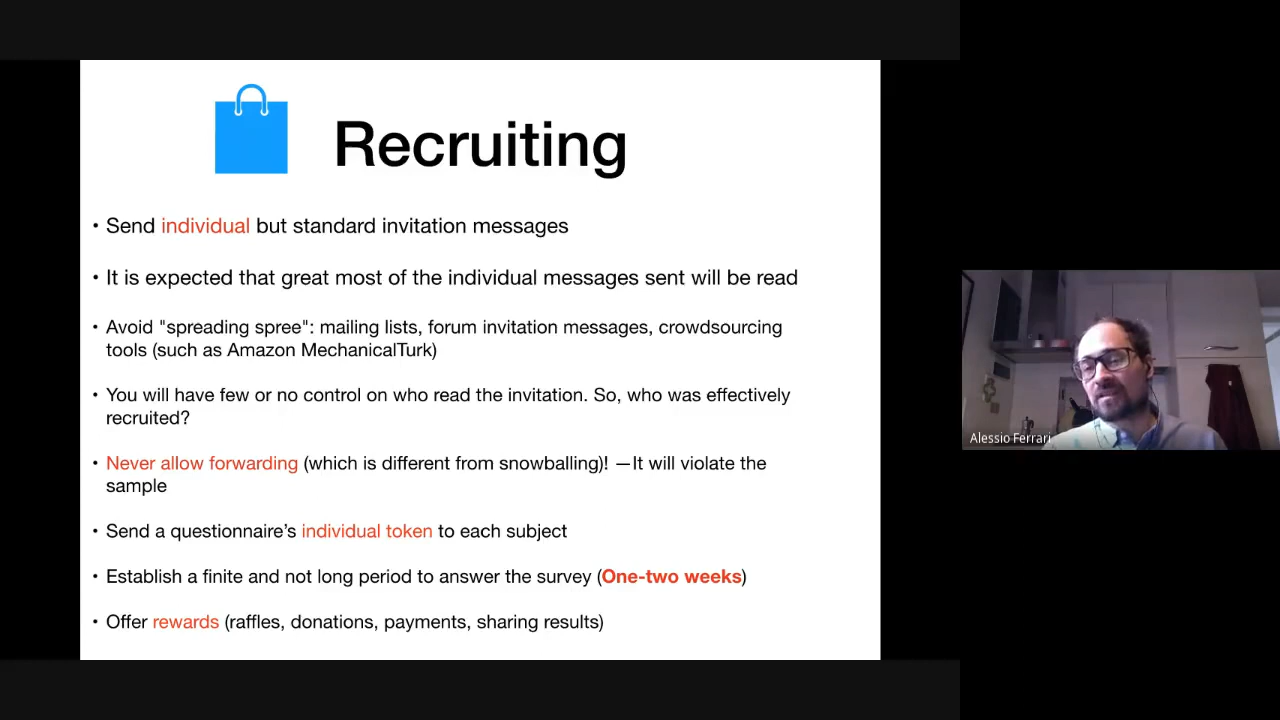 Recruiting
• Send individual but standard invitation messages
• It is expected that great most of the individual messages sent will be read
• Avoid "spreading spree": mailing lists, forum invitation messages, crowdsourcing
tools (such as Amazon MechanicalTurk)
• You will have few or no control on who read the invitation. So, who was effectively
recruited?
• Never allow forwarding (which is different from snowballing)! —It will violate the
sample
• Send a questionnaire’s individual token to each subject
• Establish a finite and not long period to answer the survey (One-two weeks)
• Offer rewards (raffles, donations, payments, sharing results)
Alessio Ferrari